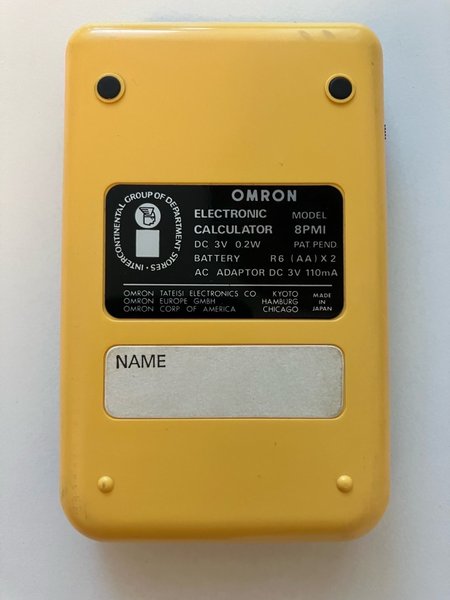 INTERCONTINENTAL GROUP OF DEPARTMENT STORES •
OMRON
ELECTRONIC MODEL
CALCULATOR 8PMI
DC 3V 0.2W PAT PEND
BATTERY R6 (AA) X 2
AC ADAPTOR DC 3V 110mA
OMRON TATEISI ELECTRONICS CO KYOTO
OMRON EUROPE GMBH HAMBURG
OMRON CORP OF AMERICA CHICAGO
MADE
IN
JAPAN
NAME